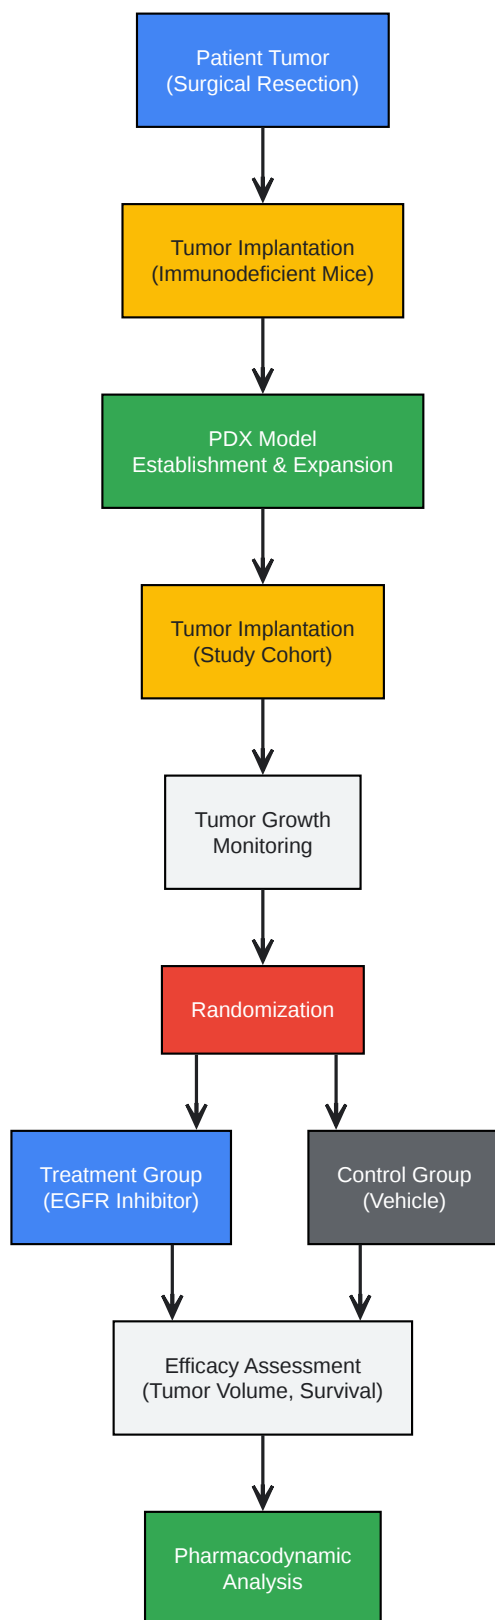 Patient Tumor
(Surgical Resection)
Tumor Implantation
(Immunodeficient Mice)
PDX Model
Establishment & Expansion
Tumor Implantation
(Study Cohort)
Tumor Growth
Monitoring
Randomization
Treatment Group
(EGFR Inhibitor)
Control Group
(Vehicle)
Efficacy Assessment
(Tumor Volume, Survival)
Pharmacodynamic
Analysis